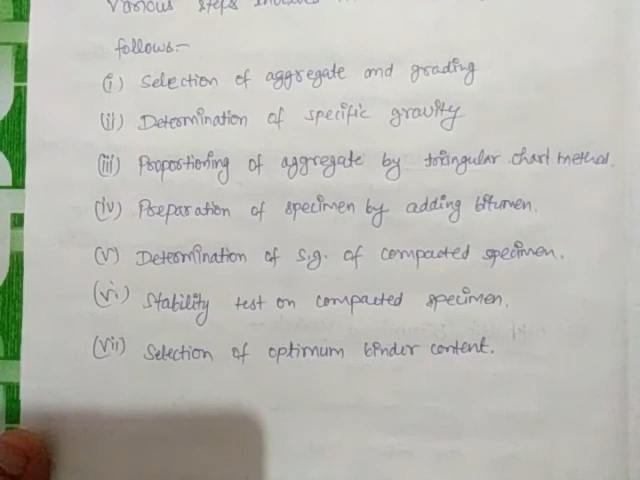 Various steps
follows:-
(i) Selection of aggregate and grading
(ii) Determination of specific gravity
(iii) Proportioning of aggregate by triangular chart method.
(iv) Preparation of specimen by adding bitumen.
(v) Determination of s.g. of compacted specimen.
(vi) Stability test on compacted specimen.
(vii) Selection of optimum binder content.